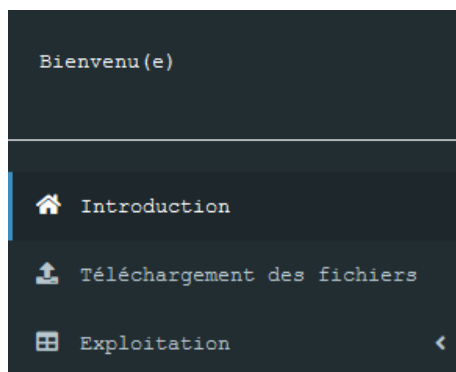 Bienvenu(e)
Introduction
Téléchargement des fichiers
Exploitation